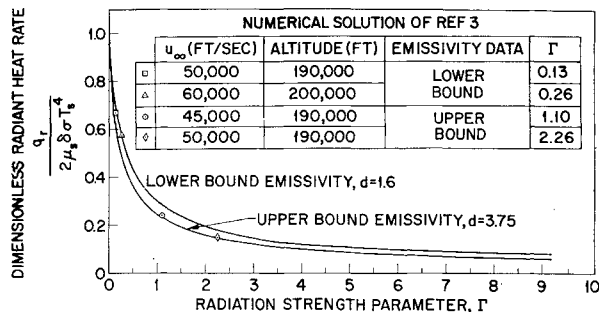 NUMERICAL SOLUTION OF REF 3
u∞ (FT/SEC) ALTITUDE (FT) EMISSIVITY DATA Γ
50,000 190,000 LOWER BOUND 0.13
60,000 200,000 0.26
45,000 190,000 UPPER BOUND 1.10
50,000 190,000 2.26
DIMENSIONLESS RADIANT HEAT RATE
q_r
2μ_s δσT_s^4
1.0
0.8
0.6
0.4
0.2
0
LOWER BOUND EMISSIVITY, d=1.6
UPPER BOUND EMISSIVITY, d=3.75
0 1 2 3 4 5 6 7 8 9 10
RADIATION STRENGTH PARAMETER, Γ